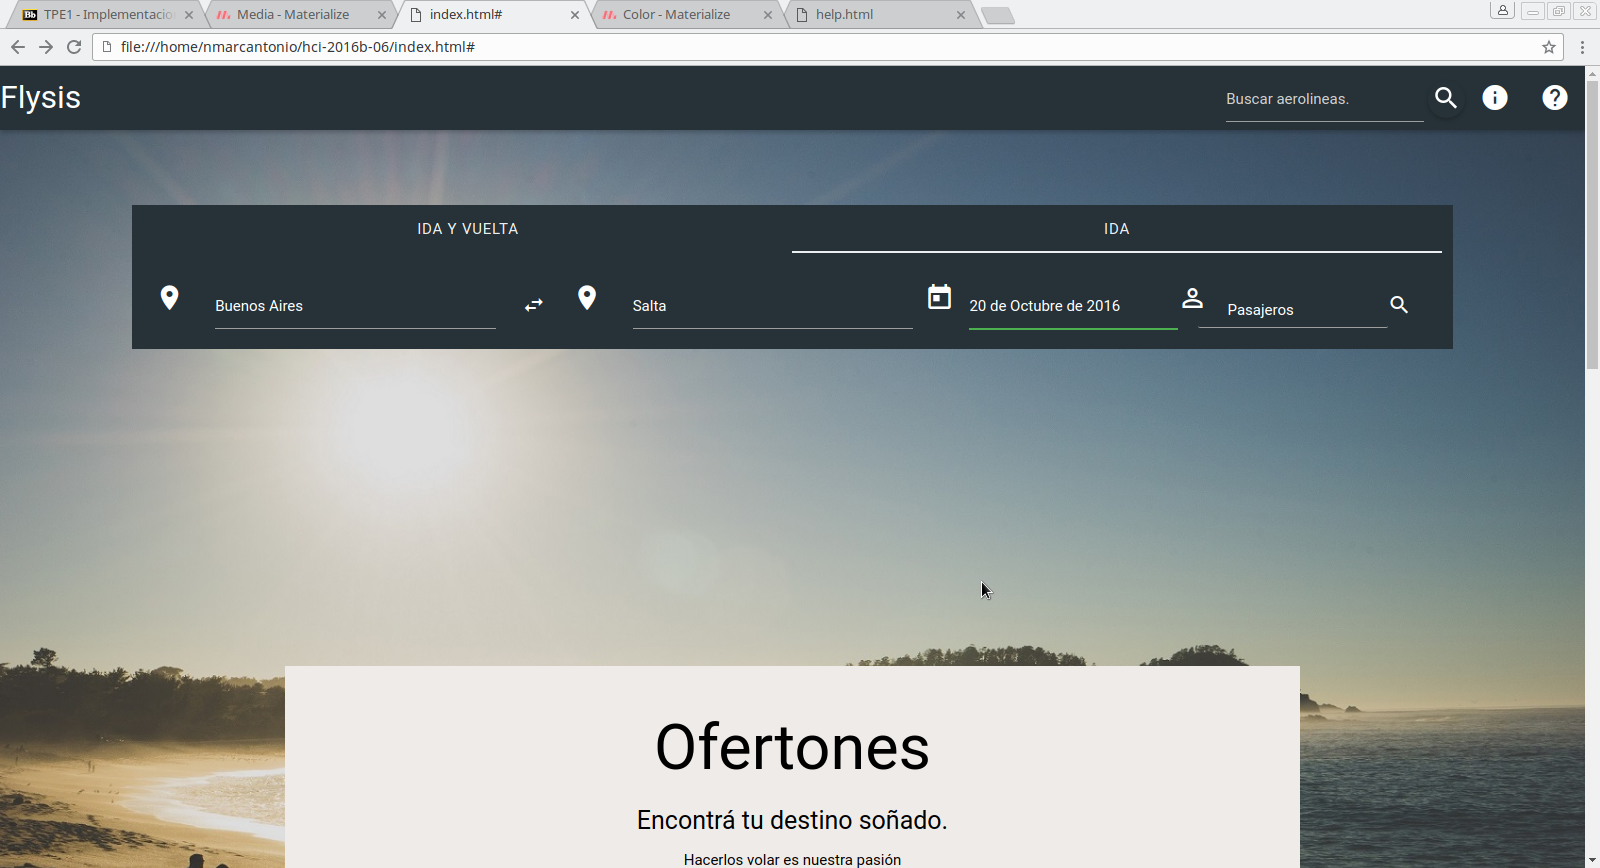 TPE1 - Implementacio
Media - Materialize
index.html#
Color - Materialize
help.html
file:///home/nmarcantonio/hci-2016b-06/index.html#
Flysis
Buscar aerolineas.
IDA Y VUELTA
IDA
Buenos Aires
Salta
20 de Octubre de 2016
Pasajeros
Ofertones
Encontrá tu destino soñado.
Hacerlos volar es nuestra pasión